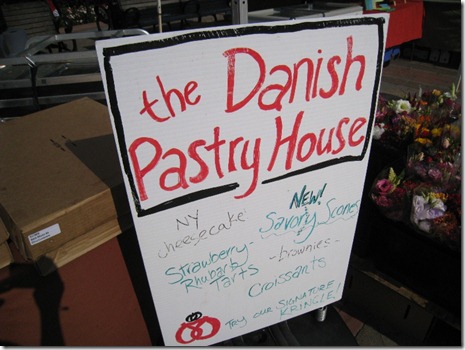 the Danish
Pastry House
NY
cheesecake
Strawberry-
Rhubarb
Tarts
NEW!
Savory Scones
-brownies-
Croissants
TRY OUR SIGNATURE
KRINGLE!